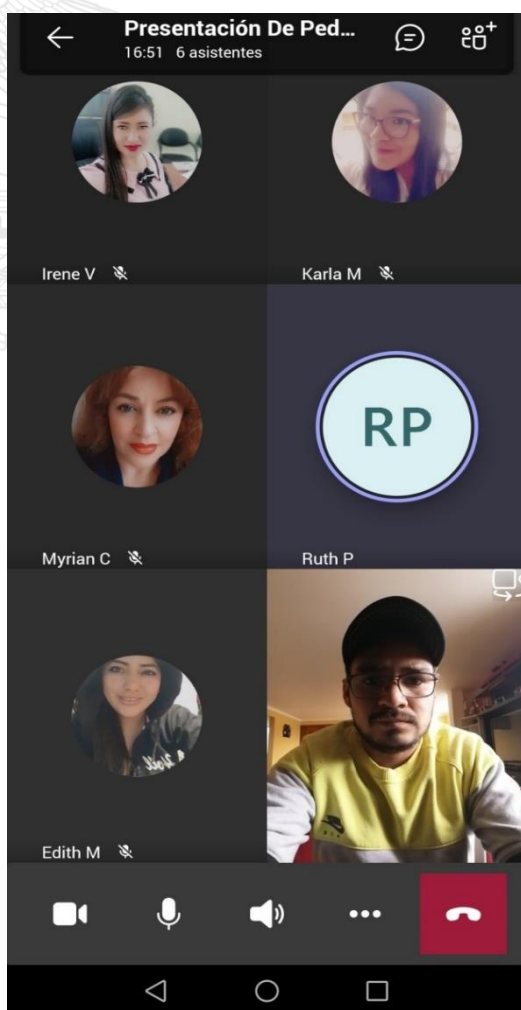 Presentación De Ped...
16:51 6 asistentes
Irene V
Karla M
Myrian C
RP
Ruth P
Edith M